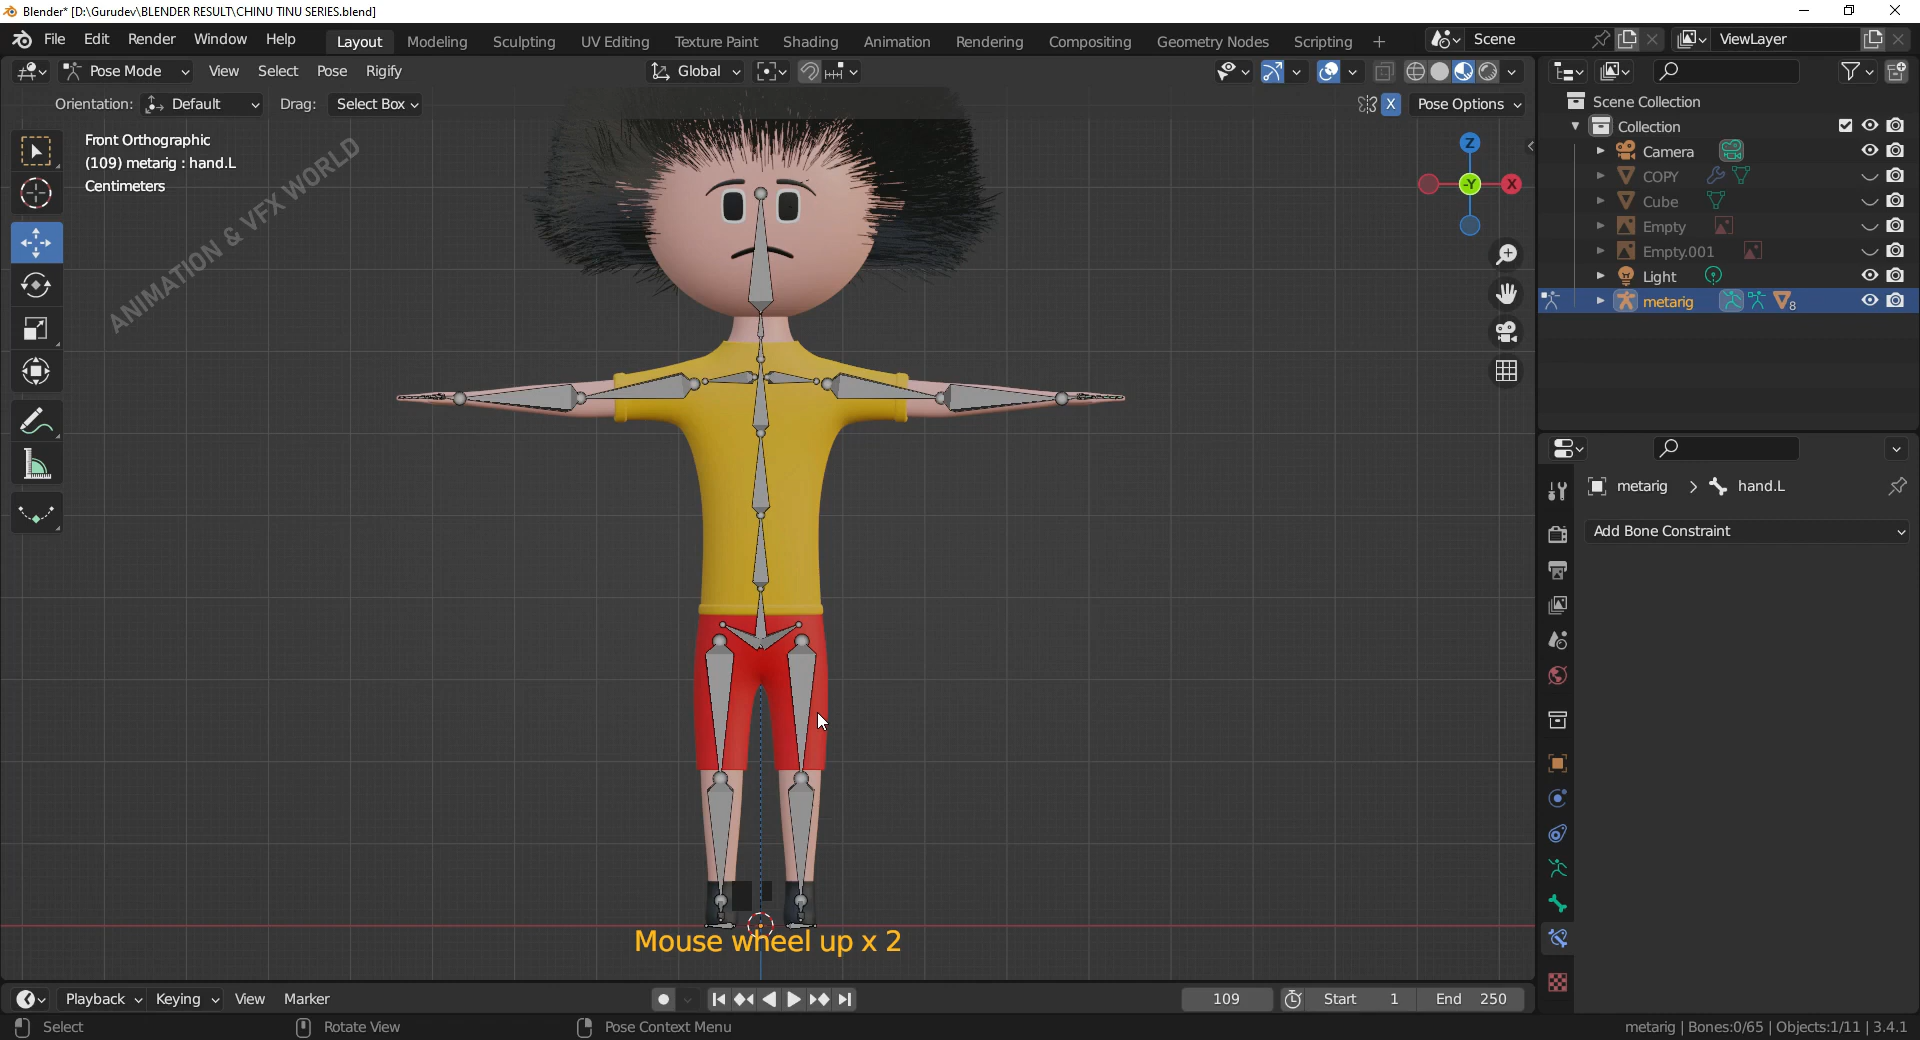 Blender* [D:\Gurudev\BLENDER RESULT\CHINU TINU SERIES.blend]
File Edit Render Window Help
Layout Modeling Sculpting UV Editing Texture Paint Shading Animation Rendering Compositing Geometry Nodes Scripting +
Scene
ViewLayer
Pose Mode View Select Pose Rigify
Global
Orientation: Default Drag: Select Box
X Pose Options
Front Orthographic
(109) metarig : hand.L
Centimeters
ANIMATION & VFX WORLD
Z
-Y
X
Scene Collection
Collection
Camera
COPY
Cube
Empty
Empty.001
Light
metarig 8
metarig > hand.L
Add Bone Constraint
Mouse wheel up x 2
Playback Keying View Marker
109
Start 1
End 250
Select
Rotate View
Pose Context Menu
metarig | Bones:0/65 | Objects:1/11 | 3.4.1